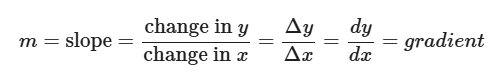 m = slope = change in y / change in x = Δy / Δx = dy / dx = gradient